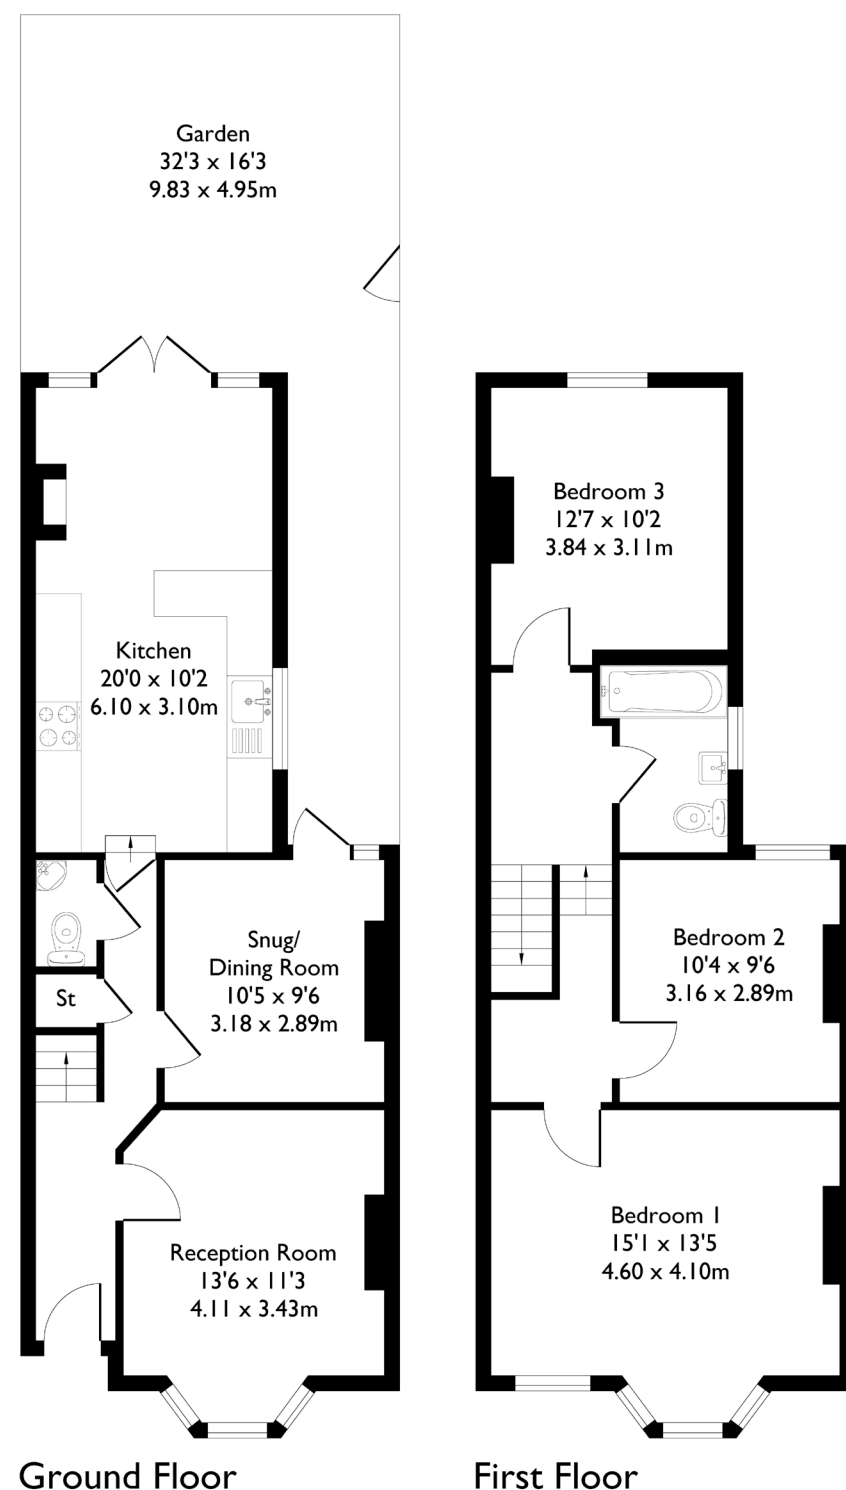 Garden
32'3 x 16'3
9.83 x 4.95m
Kitchen
20'0 x 10'2
6.10 x 3.10m
St
Snug/
Dining Room
10'5 x 9'6
3.18 x 2.89m
Reception Room
13'6 x 11'3
4.11 x 3.43m
Ground Floor
Bedroom 3
12'7 x 10'2
3.84 x 3.11m
Bedroom 2
10'4 x 9'6
3.16 x 2.89m
Bedroom 1
15'1 x 13'5
4.60 x 4.10m
First Floor